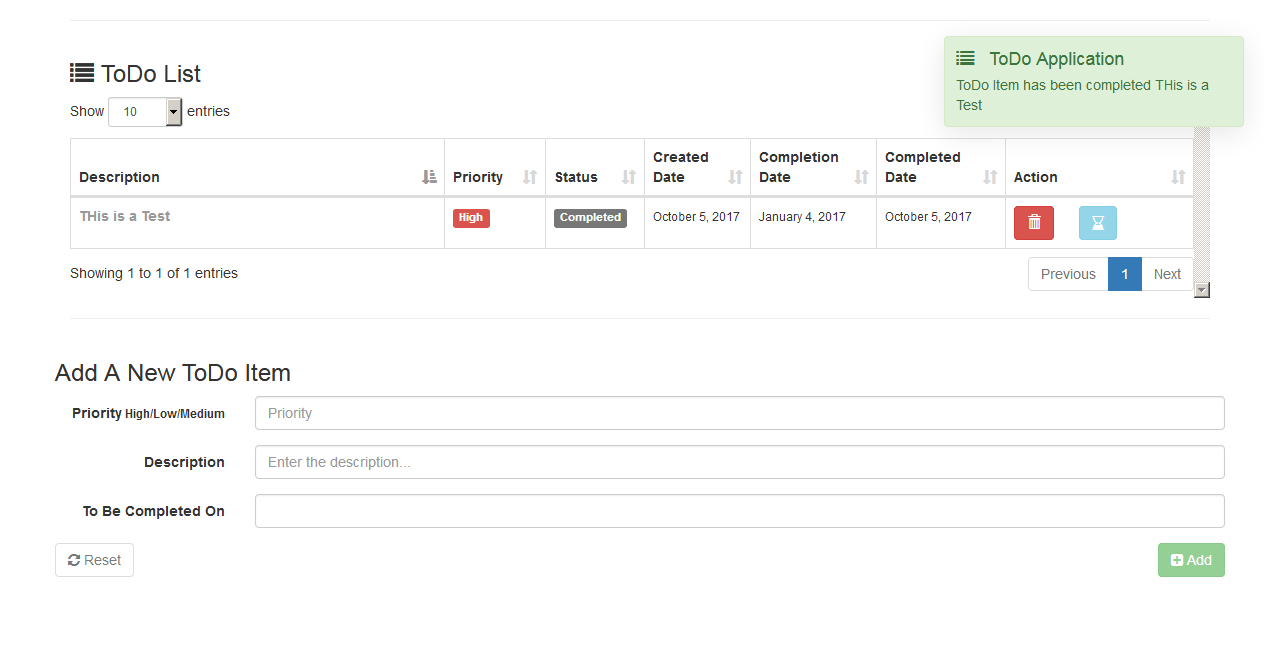 ToDo List
ToDo Application
ToDo Item has been completed THis is a
Test
Show 10 entries
Description Priority Status Created Date Completion Date Completed Date Action
THis is a Test High Completed October 5, 2017 January 4, 2017 October 5, 2017
Showing 1 to 1 of 1 entries
Previous 1 Next
Add A New ToDo Item
Priority High/Low/Medium Priority
Description Enter the description...
To Be Completed On
Reset Add